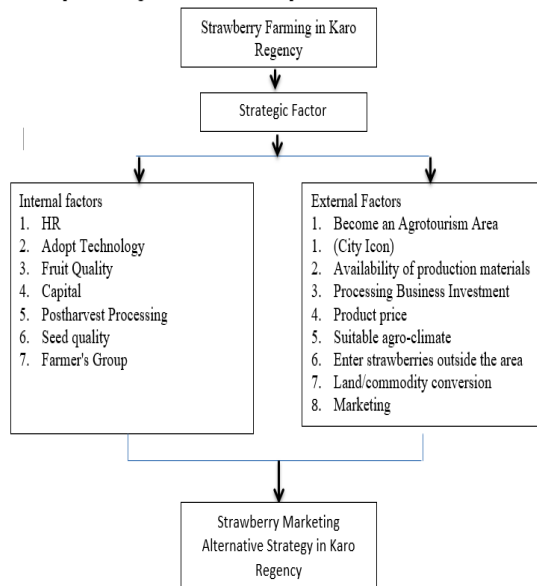 Strawberry Farming in Karo
Regency
Strategic Factor
Internal factors
1. HR
2. Adopt Technology
3. Fruit Quality
4. Capital
5. Postharvest Processing
6. Seed quality
7. Farmer's Group
External Factors
1. Become an Agrotourism Area
1. (City Icon)
2. Availability of production materials
3. Processing Business Investment
4. Product price
5. Suitable agro-climate
6. Enter strawberries outside the area
7. Land/commodity conversion
8. Marketing
Strawberry Marketing
Alternative Strategy in Karo
Regency